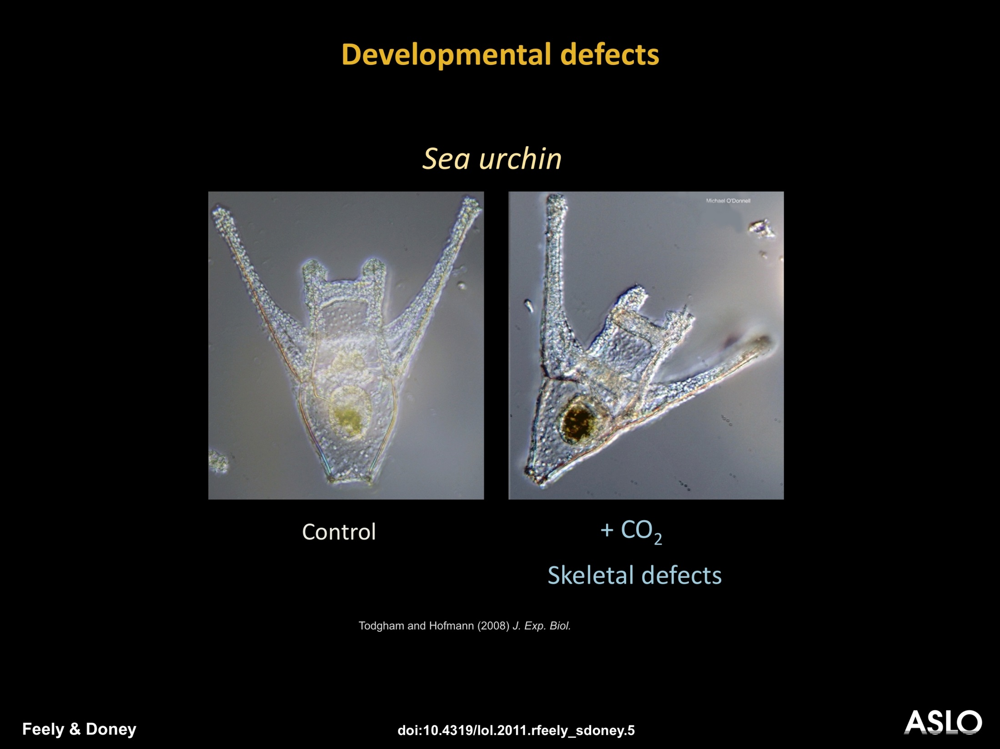 Developmental defects
Sea urchin
Michael O'Donnell
Control
+ CO₂
Skeletal defects
Todgham and Hofmann (2008) J. Exp. Biol.
Feely & Doney
doi:10.4319/lol.2011.rfeely_sdoney.5
ASLO